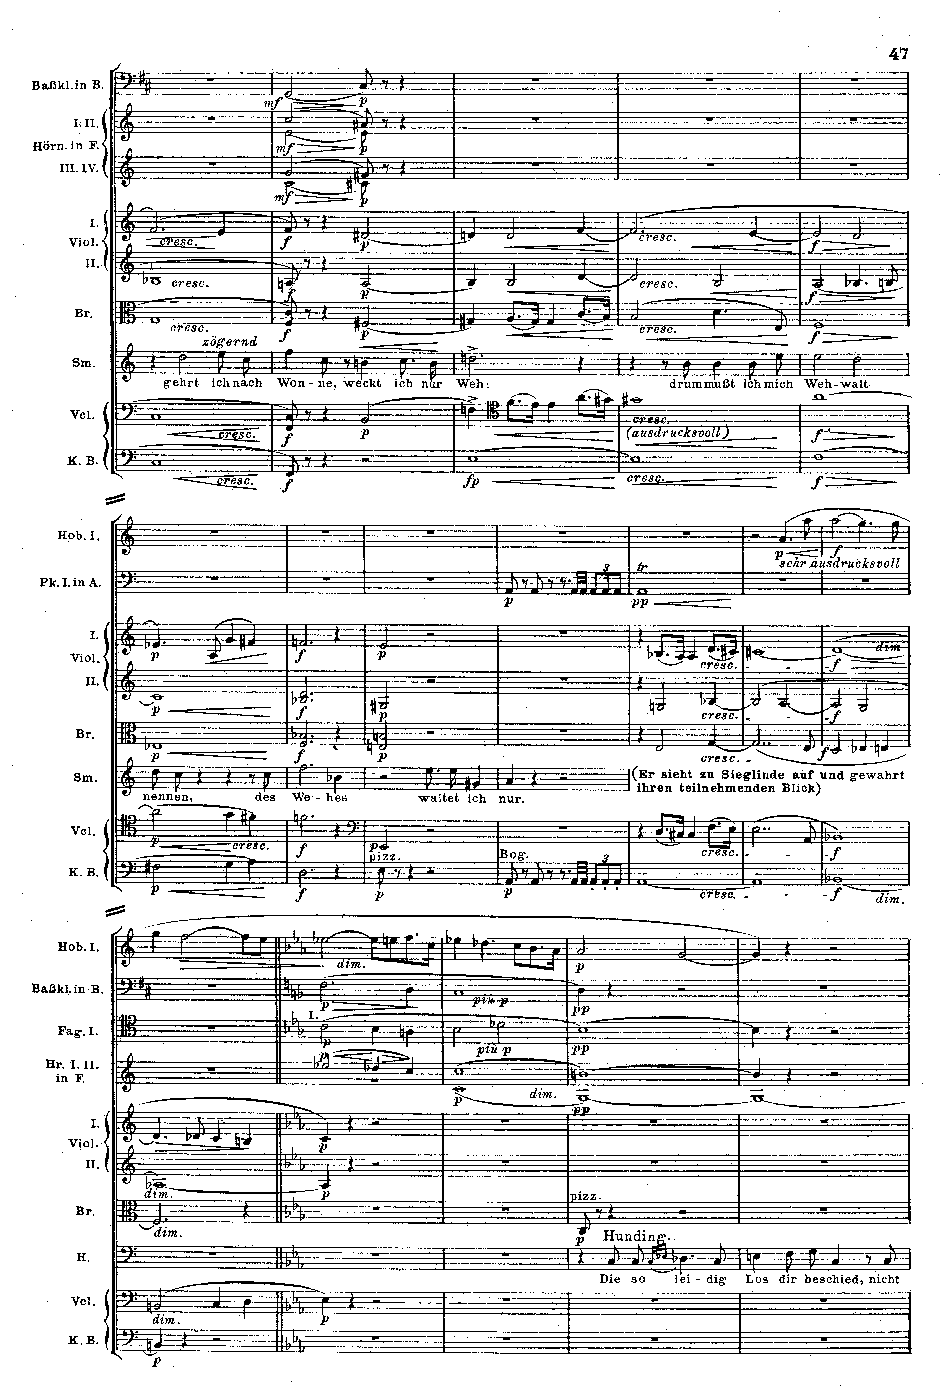 47
Baßkl. in B.
mf p
I. II.
Hörn. in F.
mf p
III. IV.
mf p
I.
Viol.
cresc. f p cresc. f
II.
cresc. f p cresc. f
Br.
cresc. f p cresc. f
zögernd
Sm.
gehrt ich nach Won - ne, weckt ich nur Weh: drum mußt ich mich Weh-walt
Vcl.
cresc. f p cresc. f
(ausdrucksvoll)
K. B.
cresc. f fp cresc. f
Hob. I.
p f
sehr ausdrucksvoll
Pk. I. in A.
p 3 tr pp
I.
Viol.
p f p cresc. f dim.
II.
p f p cresc. f
Br.
p f p cresc. f
Sm.
(Er sieht zu Sieglinde auf und gewahrt
ihren teilnehmenden Blick)
nennen, des We - hes waltet ich nur.
Vcl.
p cresc. f p cresc. f
pizz. Bog.
K. B.
p f p p 3 cresc. f dim.
Hob. I.
dim. p
Baßkl. in B.
p più p pp
Fag. I.
I. p più p pp
Hr. I. II.
in F.
p p dim. pp
I.
Viol.
p
II.
dim. p
Br.
dim. pizz. p
Hunding.
H.
Die so lei - dig Los dir beschied, nicht
Vcl.
dim. p
K. B.
p